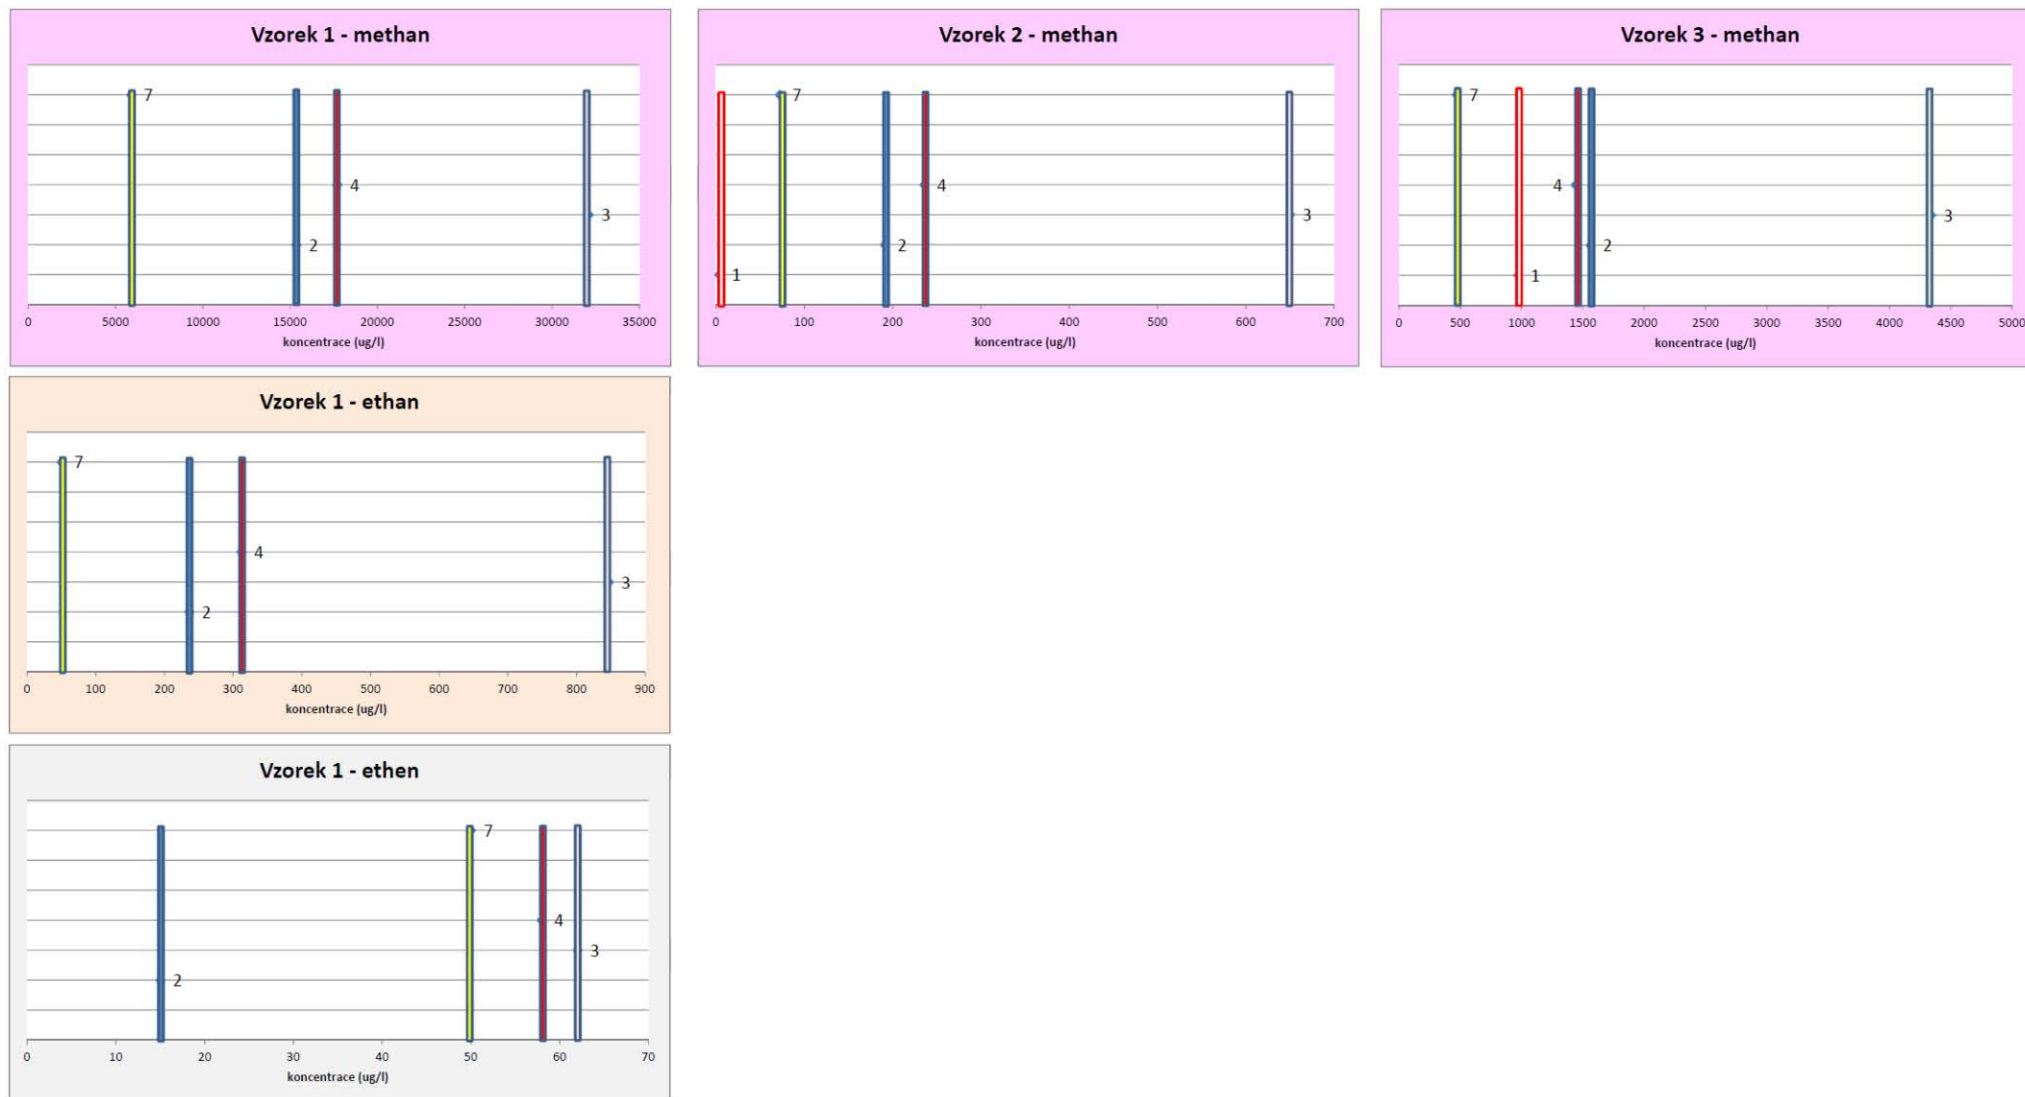 Vzorek 1 - methan
7
4
3
2
0 5000 10000 15000 20000 25000 30000 35000
koncentrace (ug/l)
Vzorek 2 - methan
7
4
3
2
1
0 100 200 300 400 500 600 700
koncentrace (ug/l)
Vzorek 3 - methan
7
4
3
2
1
0 500 1000 1500 2000 2500 3000 3500 4000 4500 5000
koncentrace (ug/l)
Vzorek 1 - ethan
7
4
3
2
0 100 200 300 400 500 600 700 800 900
koncentrace (ug/l)
Vzorek 1 - ethen
7
4
3
2
0 10 20 30 40 50 60 70
koncentrace (ug/l)